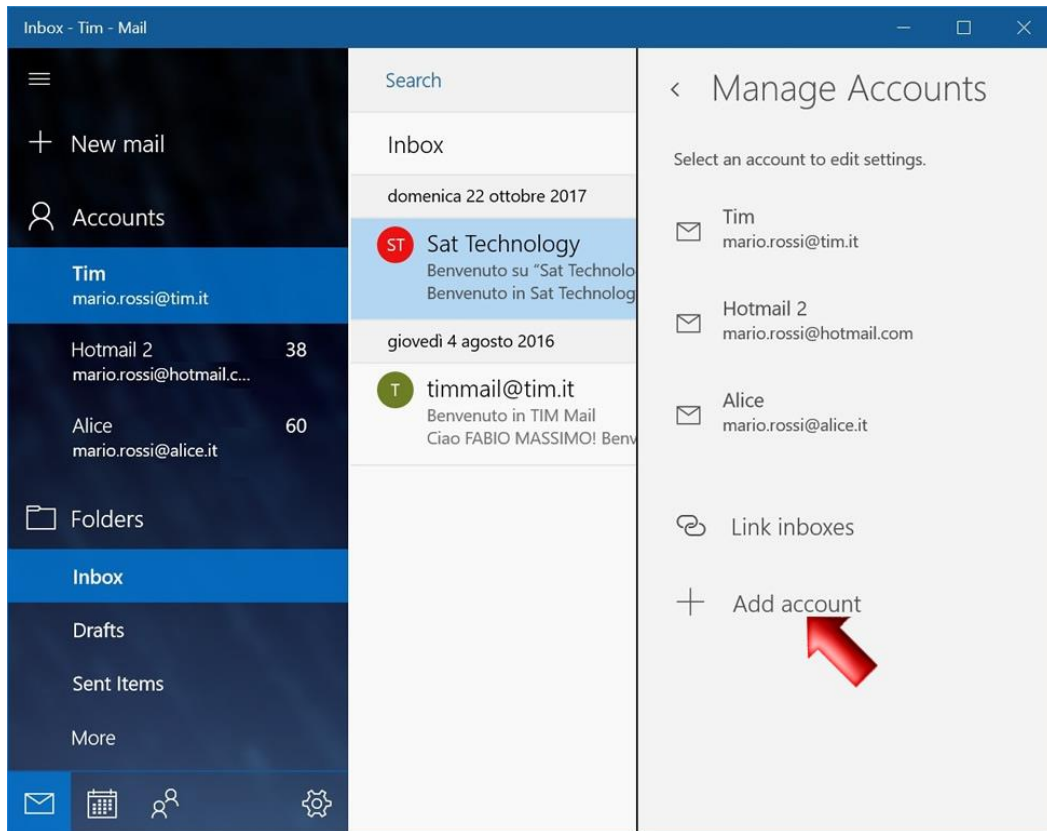 Inbox - Tim - Mail
New mail
Accounts
Tim
mario.rossi@tim.it
Hotmail 2 38
mario.rossi@hotmail.c...
Alice 60
mario.rossi@alice.it
Folders
Inbox
Drafts
Sent Items
More
Search
Inbox
domenica 22 ottobre 2017
ST Sat Technology
Benvenuto su “Sat Technolo
Benvenuto in Sat Technolog
giovedì 4 agosto 2016
T timmail@tim.it
Benvenuto in TIM Mail
Ciao FABIO MASSIMO! Benv
Manage Accounts
Select an account to edit settings.
Tim
mario.rossi@tim.it
Hotmail 2
mario.rossi@hotmail.com
Alice
mario.rossi@alice.it
Link inboxes
Add account